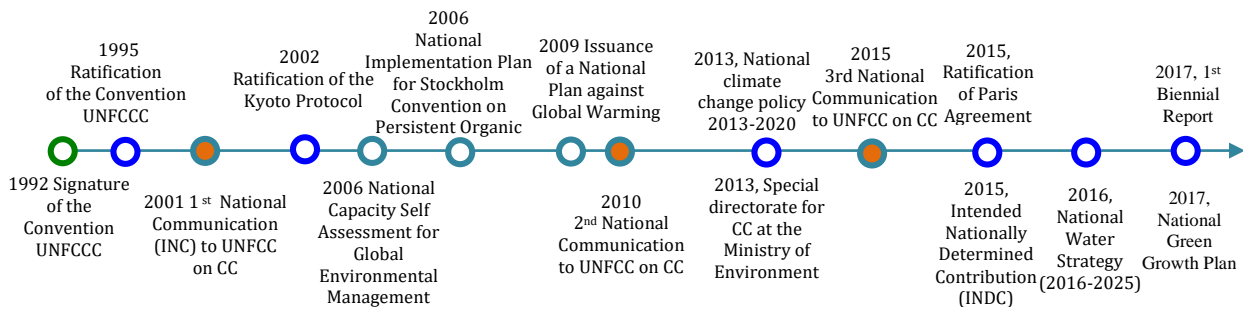 1992 Signature
of the
Convention
UNFCCC
1995
Ratification
of the Convention
UNFCCC
2001 1st National
Communication
(INC) to UNFCC
on CC
2002
Ratification of the
Kyoto Protocol
2006 National
Capacity Self
Assessment for
Global
Environmental
Management
2006
National
Implementation Plan
for Stockholm
Convention on
Persistent Organic
2009 Issuance
of a National
Plan against
Global Warming
2010
2nd National
Communication
to UNFCC on CC
2013, National
climate
change policy
2013-2020
2013, Special
directorate for
CC at the
Ministry of
Environment
2015
3rd National
Communication
to UNFCC on CC
2015,
Ratification
of Paris
Agreement
2015,
Intended
Nationally
Determined
Contribution
(INDC)
2016,
National
Water
Strategy
(2016-2025)
2017, 1st
Biennial
Report
2017,
National
Green
Growth Plan